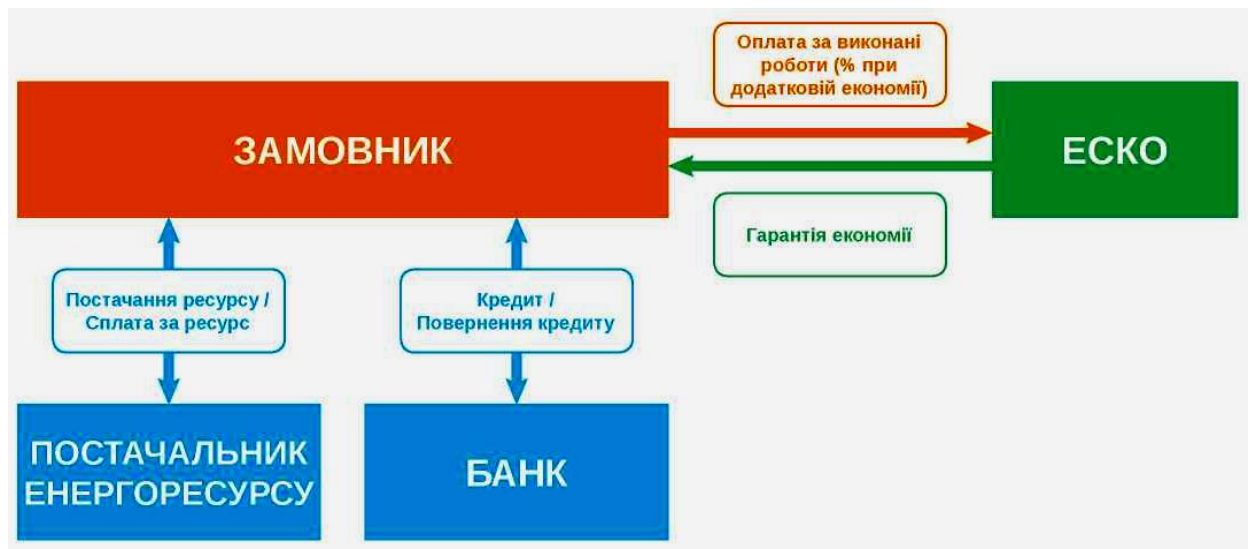 Оплата за виконані
роботи (% при
додатковій економії)
ЗАМОВНИК
ЕСКО
Гарантія економії
Постачання ресурсу /
Сплата за ресурс
Кредит /
Повернення кредиту
ПОСТАЧАЛЬНИК
ЕНЕРГОРЕСУРСУ
БАНК